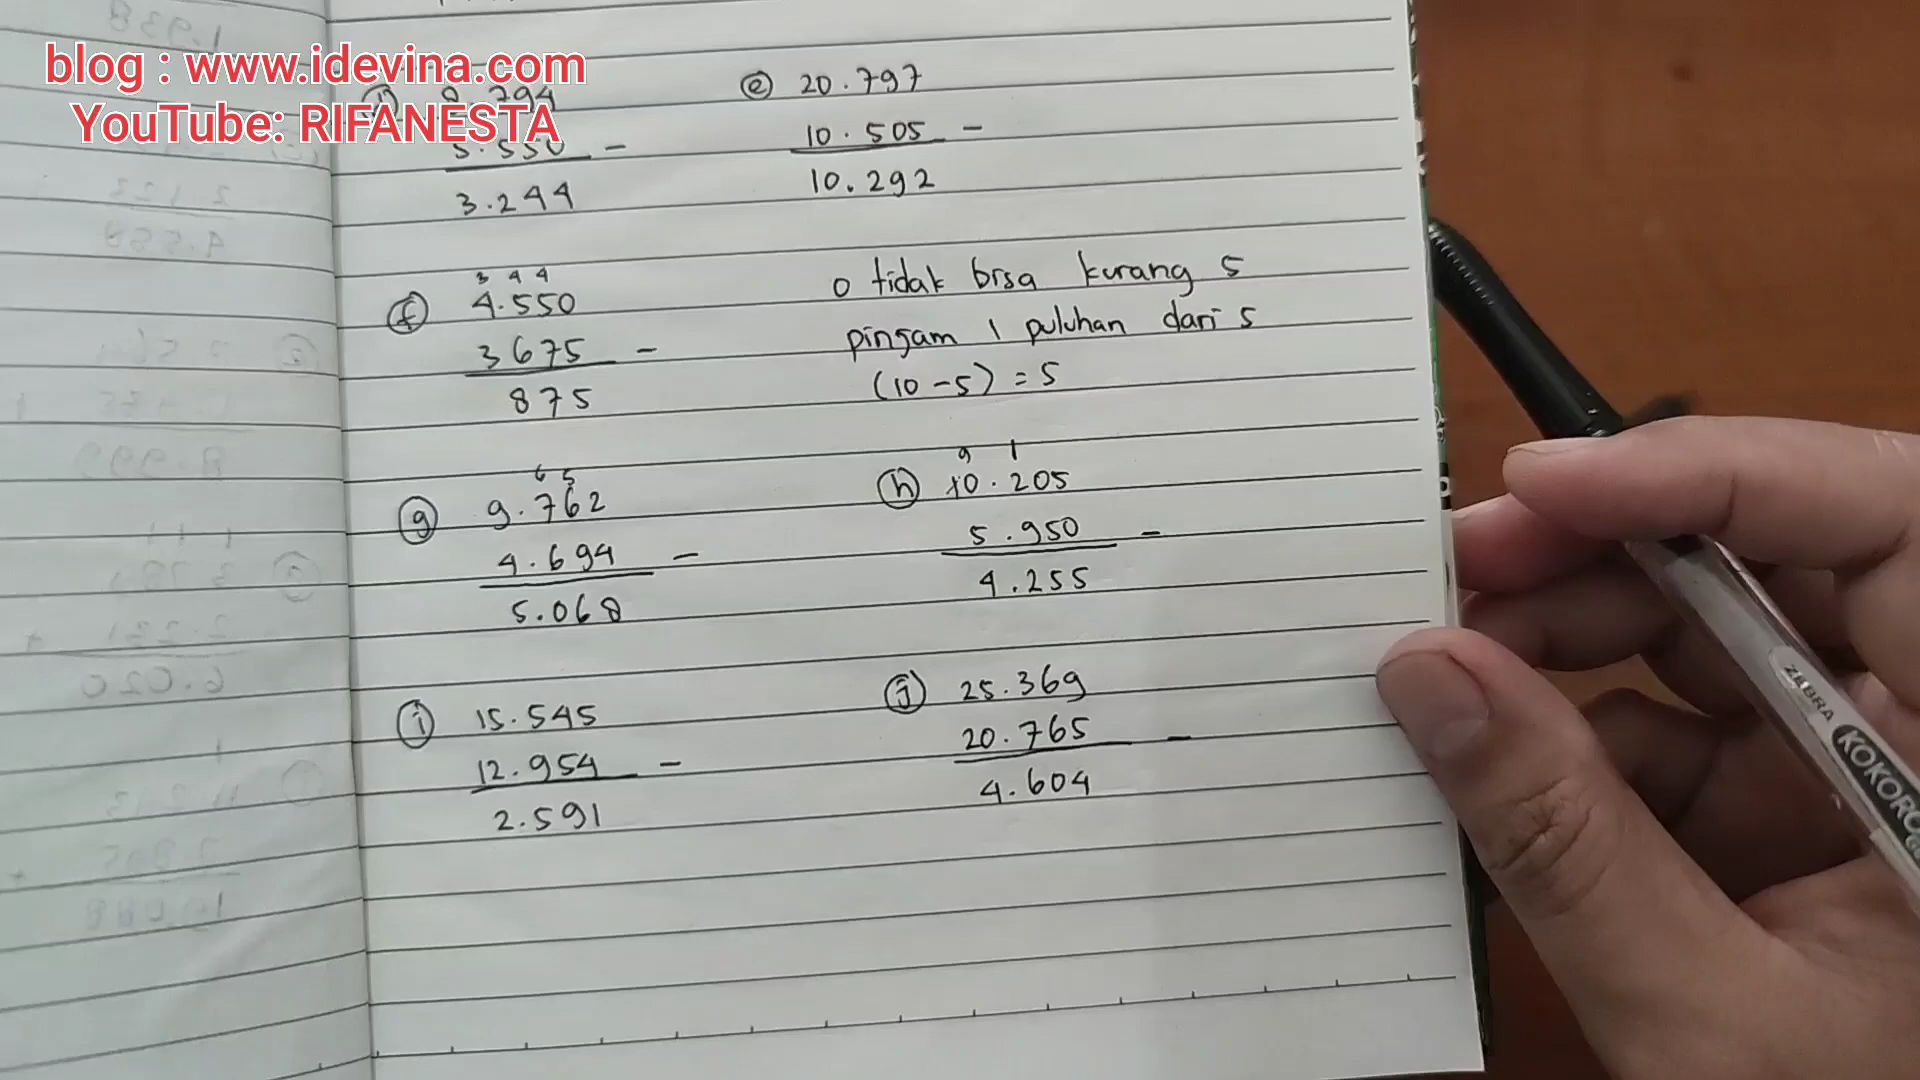 blog : www.idevina.com
YouTube: RIFANESTA
8.794
5.550 -
3.244
e 20.797
10.505 -
10.292
3 4 4
f 4.550
3675 -
875
0 tidak bisa kurang 5
pinjam 1 puluhan dari 5
(10-5) = 5
6 5
g 9.762
4.694 -
5.068
9 1
h 10.205
5.950 -
4.255
i 15.545
12.954 -
2.591
j 25.369
20.765 -
4.604
ZEBRA
KOKORO